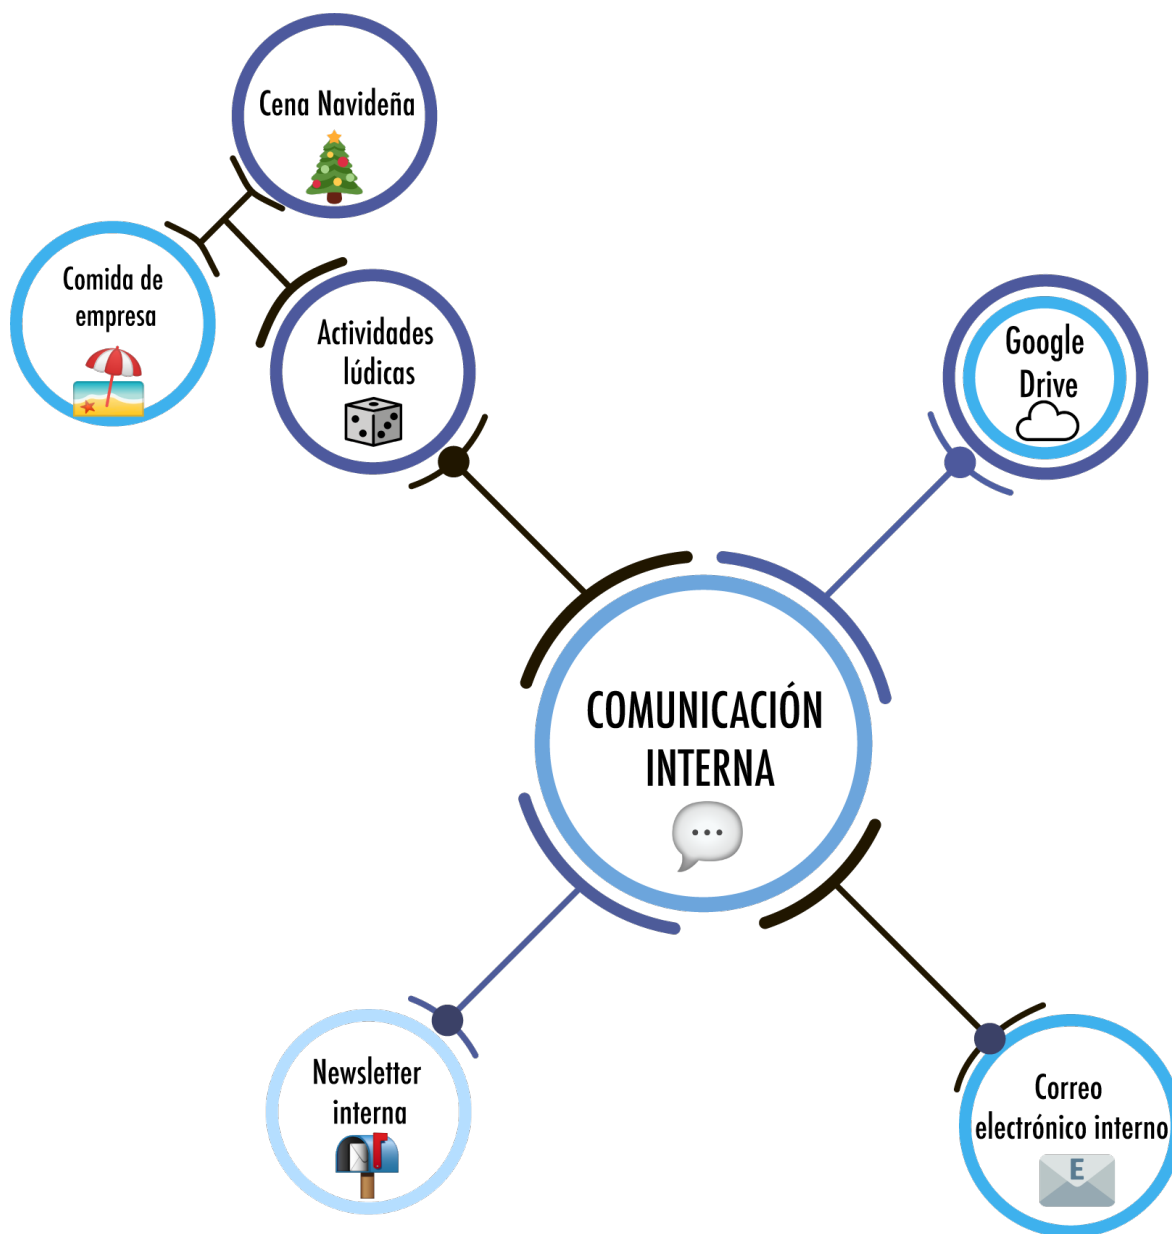 Cena Navideña
Comida de
empresa
Actividades
lúdicas
Google
Drive
COMUNICACIÓN
INTERNA
Newsletter
interna
Correo
electrónico interno
E